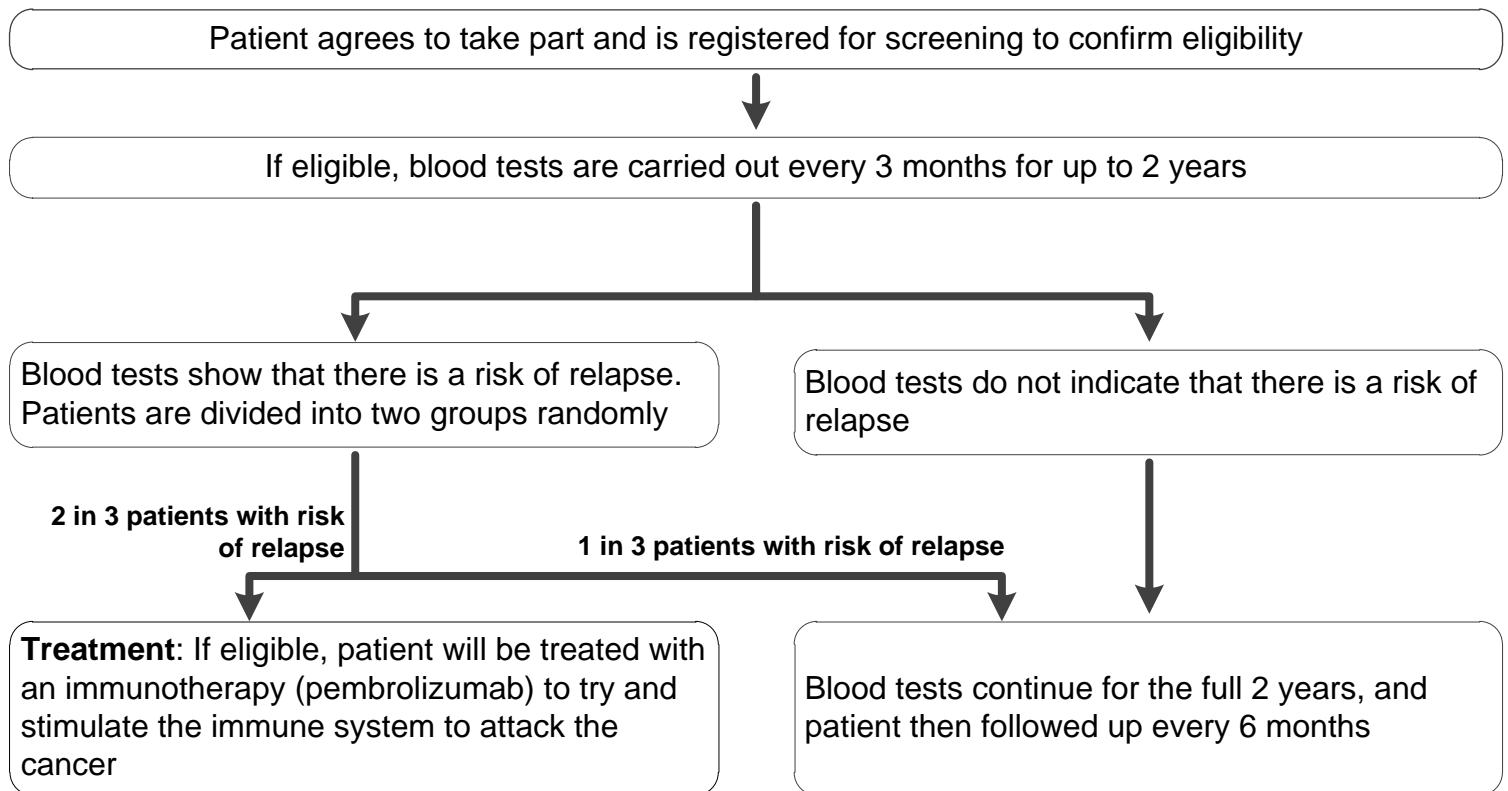 Patient agrees to take part and is registered for screening to confirm eligibility
If eligible, blood tests are carried out every 3 months for up to 2 years
Blood tests show that there is a risk of relapse.
Patients are divided into two groups randomly
Blood tests do not indicate that there is a risk of
relapse
2 in 3 patients with risk
of relapse
1 in 3 patients with risk of relapse
Treatment: If eligible, patient will be treated with
an immunotherapy (pembrolizumab) to try and
stimulate the immune system to attack the
cancer
Blood tests continue for the full 2 years, and
patient then followed up every 6 months